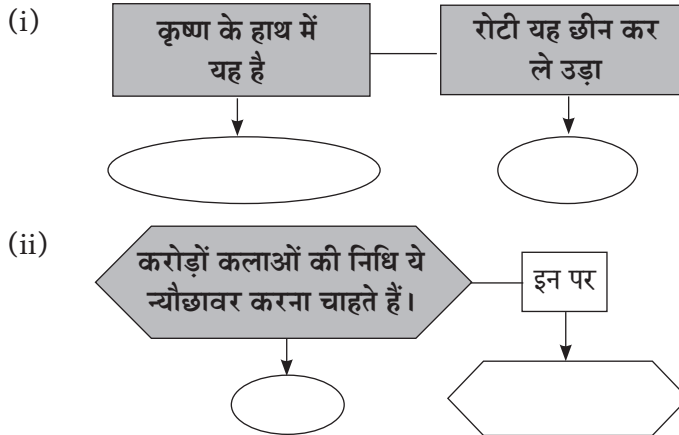 (i)
कृष्ण के हाथ में
यह है
रोटी यह छीन कर
ले उड़ा
(ii)
करोड़ों कलाओं की निधि ये
न्यौछावर करना चाहते हैं।
इन पर